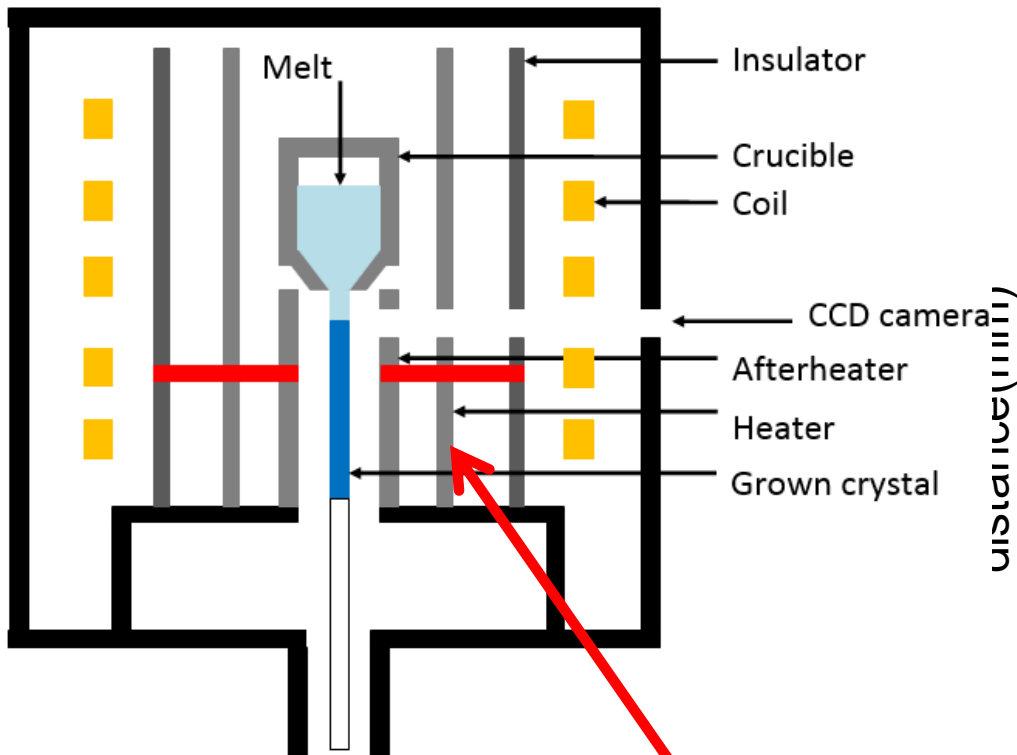 Melt
Insulator
Crucible
Coil
CCD camera
Afterheater
Heater
Grown crystal